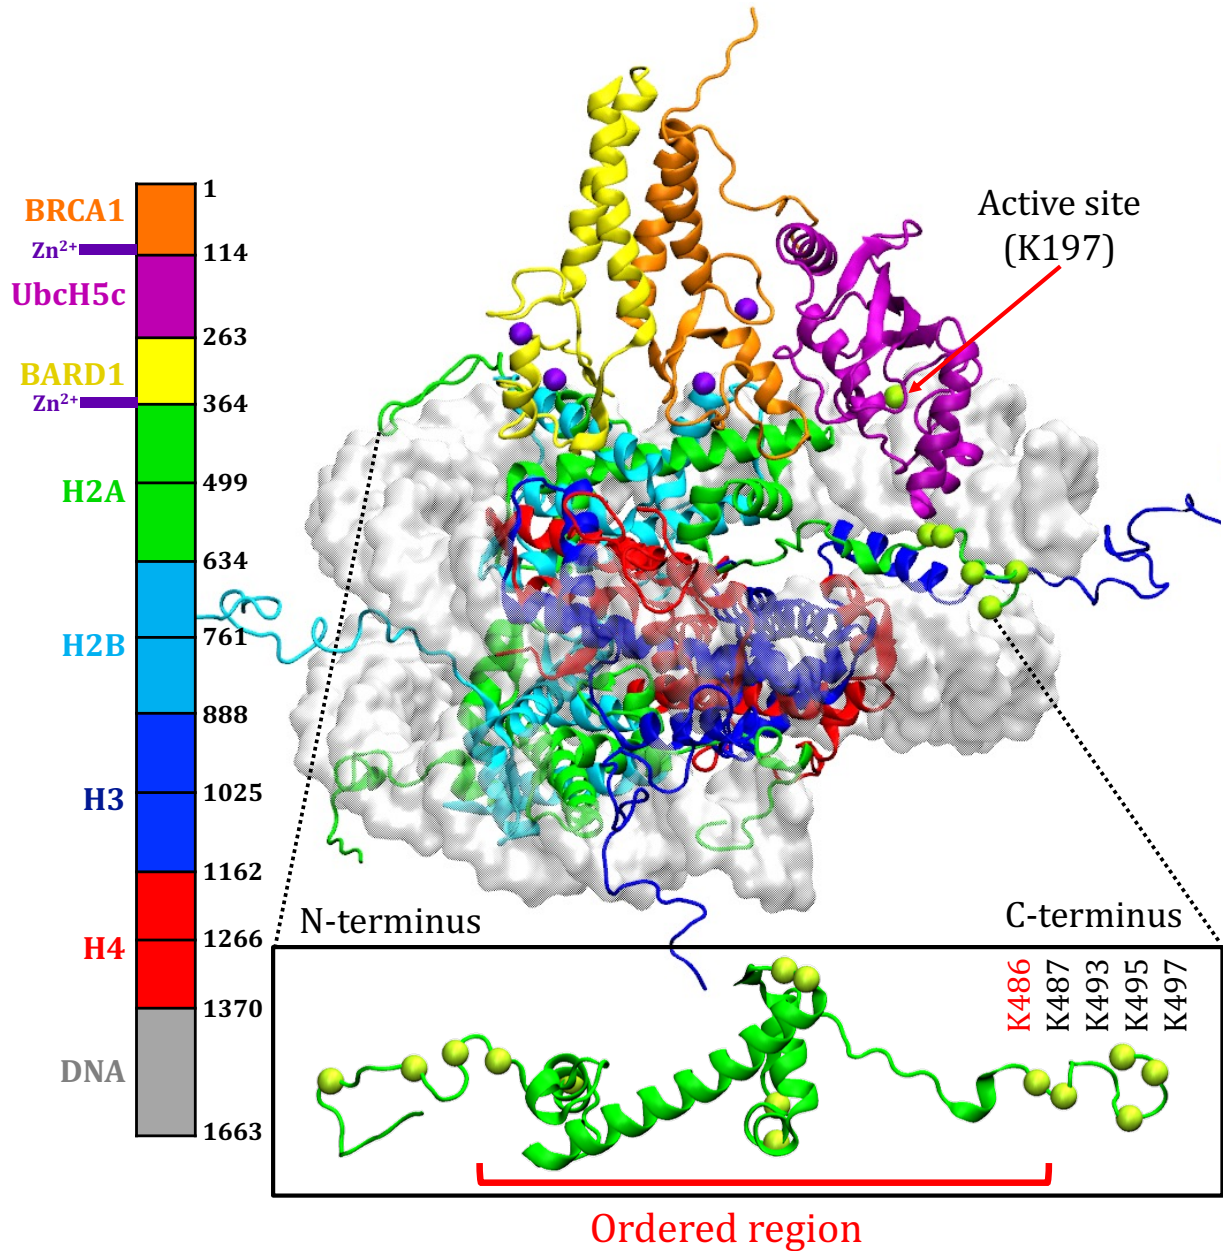 BRCA1
Zn²⁺
UbcH5c
BARD1
Zn²⁺
H2A
H2B
H3
H4
DNA
1
114
263
364
499
634
761
888
1025
1162
1266
1370
1663
Active site
(K197)
N-terminus
C-terminus
K486
K487
K493
K495
K497
Ordered region